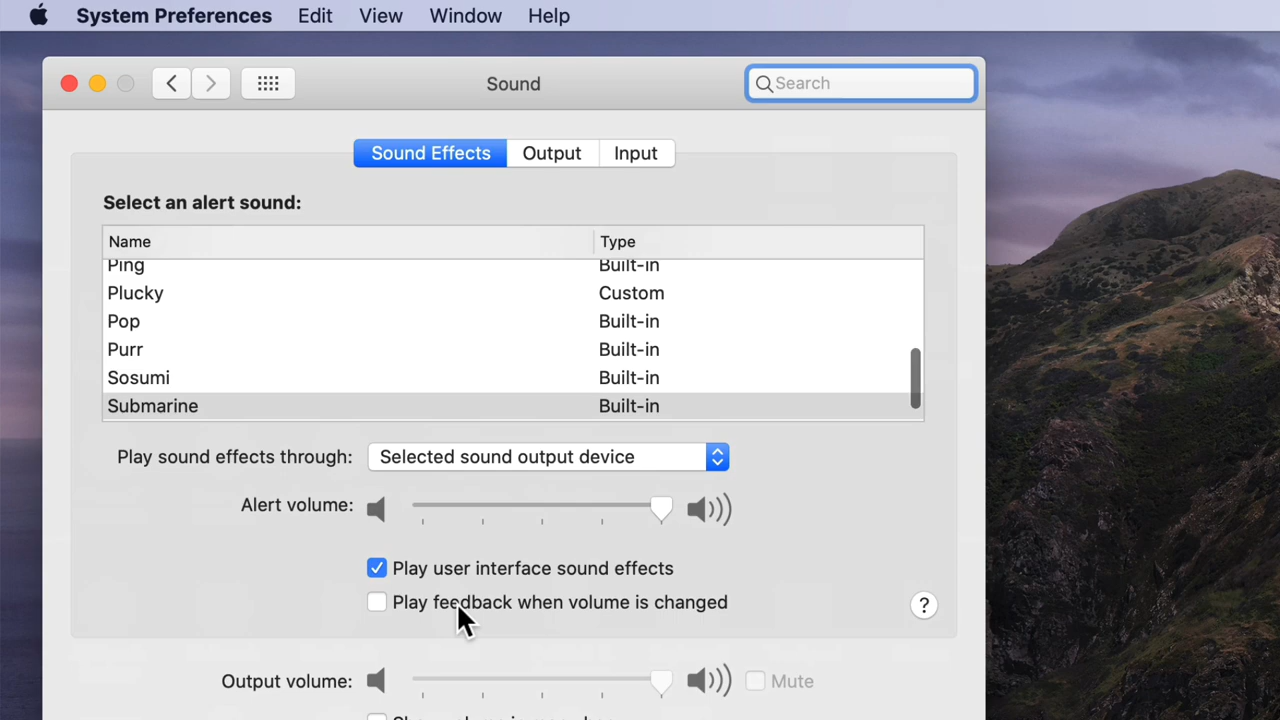 System Preferences Edit View Window Help
Sound
Search
Sound Effects Output Input
Select an alert sound:
Name Type
Ping Built-in
Plucky Custom
Pop Built-in
Purr Built-in
Sosumi Built-in
Submarine Built-in
Play sound effects through: Selected sound output device
Alert volume:
Play user interface sound effects
Play feedback when volume is changed
?
Output volume: Mute